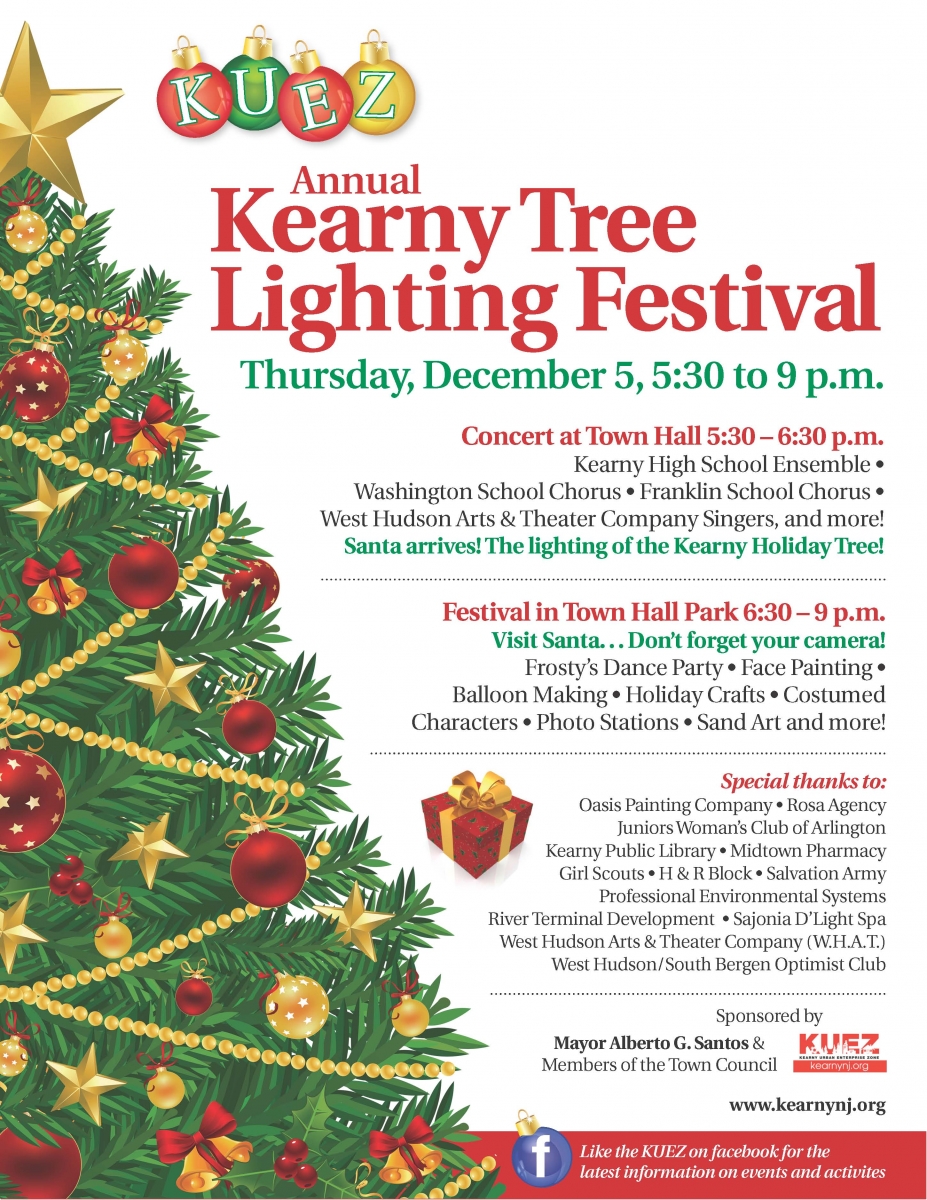 KUEZ
Annual
Kearny Tree
Lighting Festival
Thursday, December 5, 5:30 to 9 p.m.
Concert at Town Hall 5:30 – 6:30 p.m.
Kearny High School Ensemble •
Washington School Chorus • Franklin School Chorus •
West Hudson Arts & Theater Company Singers, and more!
Santa arrives! The lighting of the Kearny Holiday Tree!
Festival in Town Hall Park 6:30 – 9 p.m.
Visit Santa... Don't forget your camera!
Frosty's Dance Party • Face Painting •
Balloon Making • Holiday Crafts • Costumed
Characters • Photo Stations • Sand Art and more!
Special thanks to:
Oasis Painting Company • Rosa Agency
Juniors Woman's Club of Arlington
Kearny Public Library • Midtown Pharmacy
Girl Scouts • H & R Block • Salvation Army
Professional Environmental Systems
River Terminal Development • Sajonia D'Light Spa
West Hudson Arts & Theater Company (W.H.A.T.)
West Hudson/South Bergen Optimist Club
Sponsored by
Mayor Alberto G. Santos &
Members of the Town Council
KUEZ
KEARNY URBAN ENTERPRISE ZONE
kearnynj.org
www.kearnynj.org
f
Like the KUEZ on facebook for the
latest information on events and activites